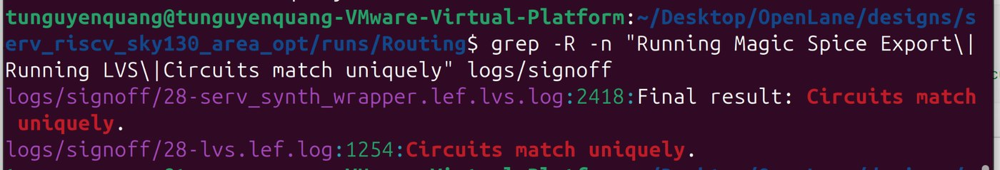 tunguyenquang@tunguyenquang-VMware-Virtual-Platform:~/Desktop/OpenLane/designs/s
erv_riscv_sky130_area_opt/runs/Routing$ grep -R -n "Running Magic Spice Export\|
Running LVS\|Circuits match uniquely" logs/signoff
logs/signoff/28-serv_synth_wrapper.lef.lvs.log:2418:Final result: Circuits match
 uniquely.
logs/signoff/28-lvs.lef.log:1254:Circuits match uniquely.